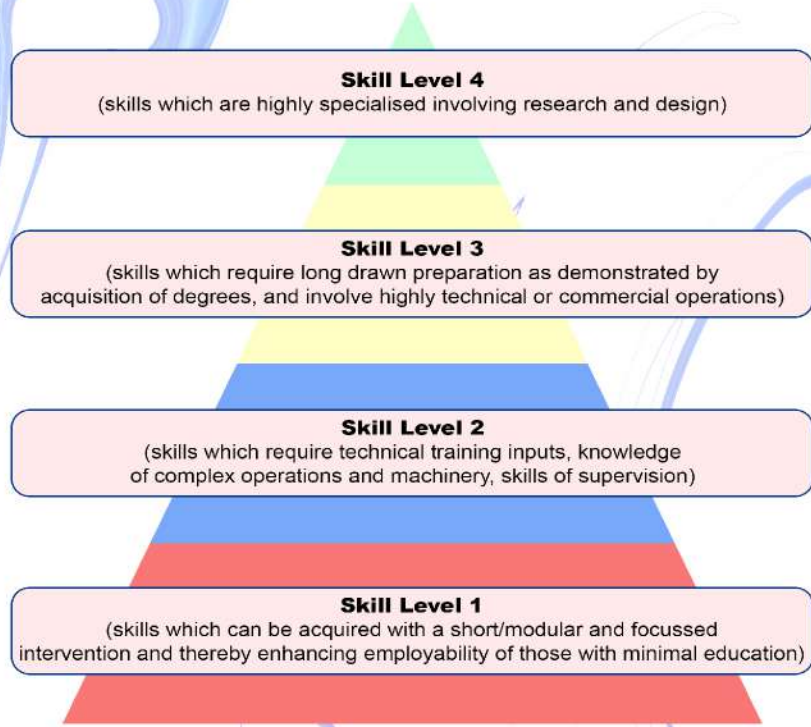 Skill Level 4
(skills which are highly specialised involving research and design)
Skill Level 3
(skills which require long drawn preparation as demonstrated by
acquisition of degrees, and involve highly technical or commercial operations)
Skill Level 2
(skills which require technical training inputs, knowledge
of complex operations and machinery, skills of supervision)
Skill Level 1
(skills which can be acquired with a short/modular and focussed
intervention and thereby enhancing employability of those with minimal education)